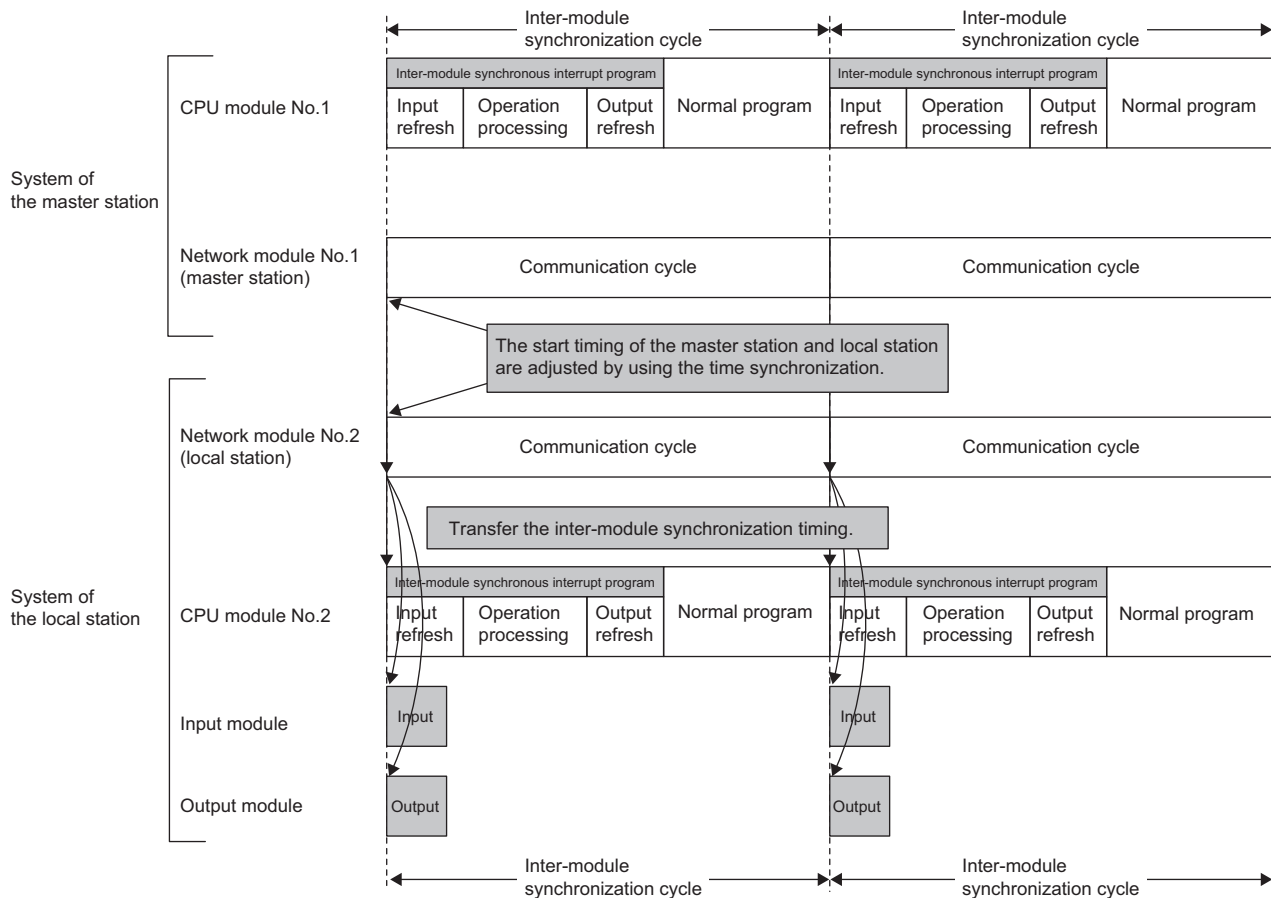 Inter-module
synchronization cycle
Inter-module
synchronization cycle
Inter-module synchronous interrupt program
Inter-module synchronous interrupt program
CPU module No.1
Input
refresh
Operation
processing
Output
refresh
Normal program
Input
refresh
Operation
processing
Output
refresh
Normal program
System of
the master station
Network module No.1
(master station)
Communication cycle
Communication cycle
The start timing of the master station and local station
are adjusted by using the time synchronization.
Network module No.2
(local station)
Communication cycle
Communication cycle
Transfer the inter-module synchronization timing.
Inter-module synchronous interrupt program
Inter-module synchronous interrupt program
System of
the local station
CPU module No.2
Input
refresh
Operation
processing
Output
refresh
Normal program
Input
refresh
Operation
processing
Output
refresh
Normal program
Input module
Input
Input
Output module
Output
Output
Inter-module
synchronization cycle
Inter-module
synchronization cycle